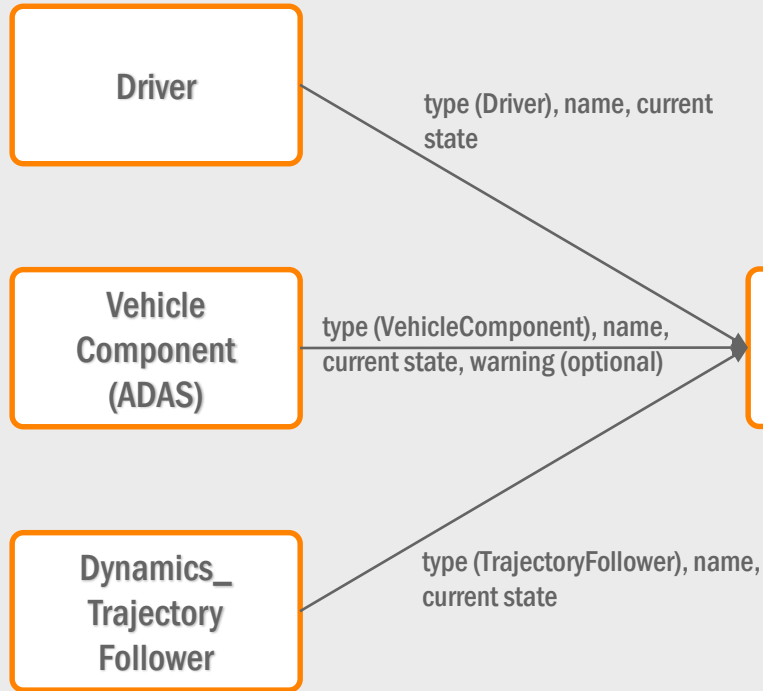 Driver
type (Driver), name, current
state
Vehicle
Component
(ADAS)
type (VehicleComponent), name,
current state, warning (optional)
Dynamics_
Trajectory
Follower
type (TrajectoryFollower), name,
current state